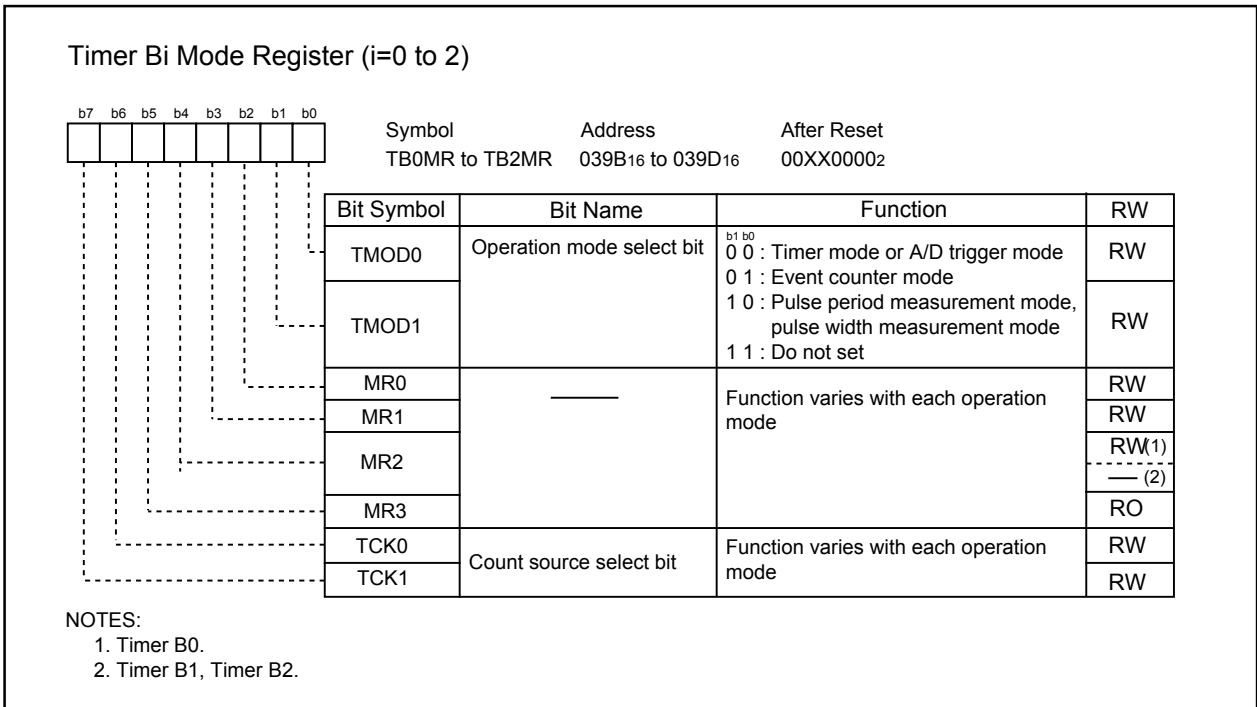 Timer Bi Mode Register (i=0 to 2)
b7 b6 b5 b4 b3 b2 b1 b0
Symbol Address After Reset
TB0MR to TB2MR 039B16 to 039D16 00XX00002
Bit Symbol Bit Name Function RW
TMOD0 Operation mode select bit b1 b0 RW
0 0 : Timer mode or A/D trigger mode
0 1 : Event counter mode
TMOD1 1 0 : Pulse period measurement mode, RW
pulse width measurement mode
1 1 : Do not set
MR0 —— Function varies with each operation RW
MR1 mode RW
MR2 RW(1)
— (2)
MR3 RO
TCK0 Count source select bit Function varies with each operation RW
TCK1 mode RW
NOTES:
1. Timer B0.
2. Timer B1, Timer B2.